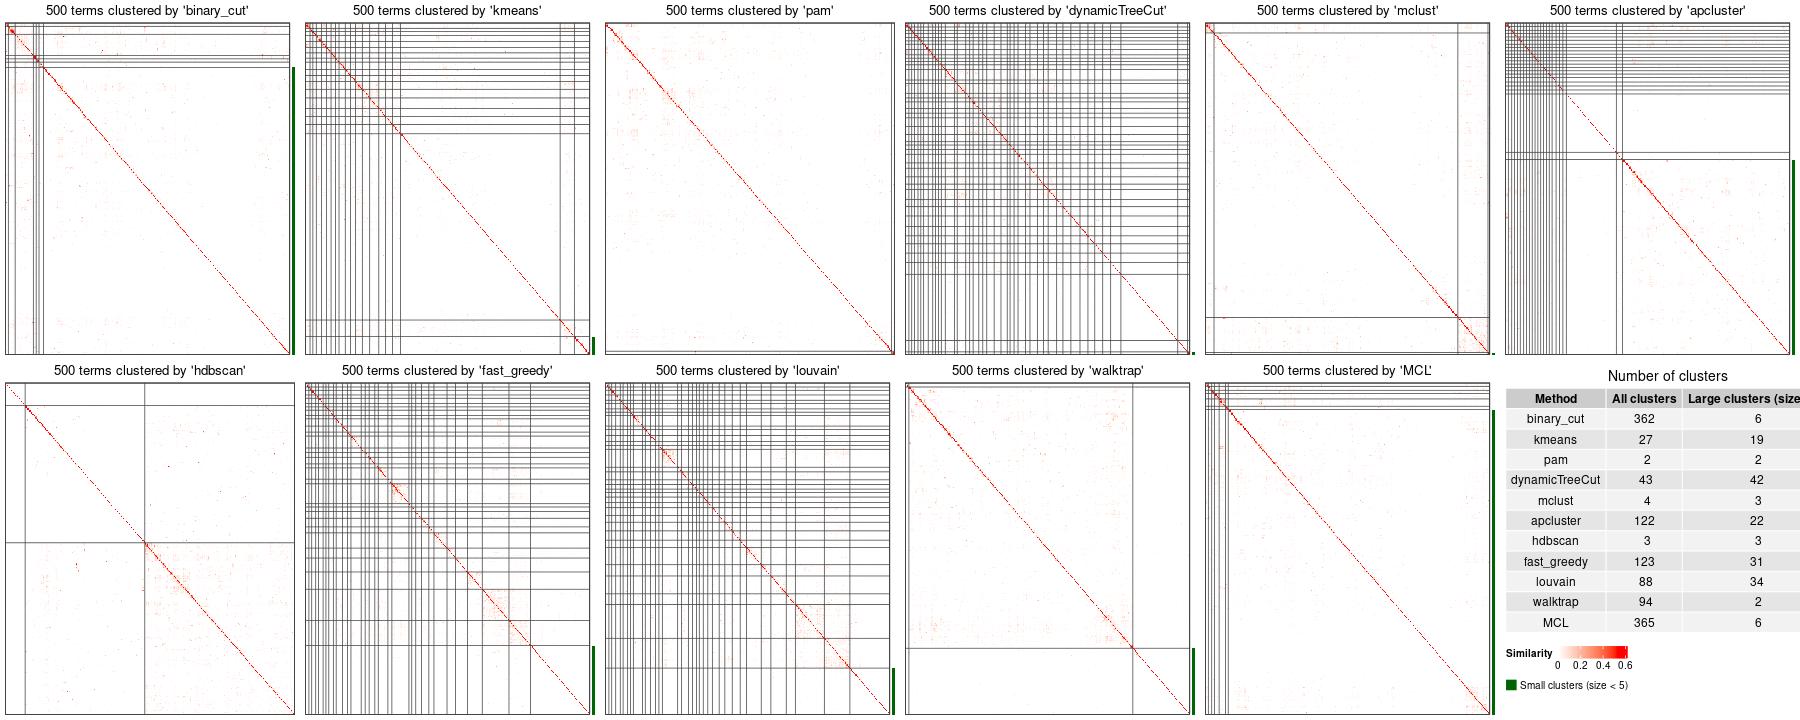 500 terms clustered by 'binary_cut'
500 terms clustered by 'kmeans'
500 terms clustered by 'pam'
500 terms clustered by 'dynamicTreeCut'
500 terms clustered by 'mclust'
500 terms clustered by 'apcluster'
500 terms clustered by 'hdbscan'
500 terms clustered by 'fast_greedy'
500 terms clustered by 'louvain'
500 terms clustered by 'walktrap'
500 terms clustered by 'MCL'
Number of clusters
Method All clusters Large clusters (size
binary_cut 362 6
kmeans 27 19
pam 2 2
dynamicTreeCut 43 42
mclust 4 3
apcluster 122 22
hdbscan 3 3
fast_greedy 123 31
louvain 88 34
walktrap 94 2
MCL 365 6
Similarity
0 0.2 0.4 0.6
Small clusters (size < 5)